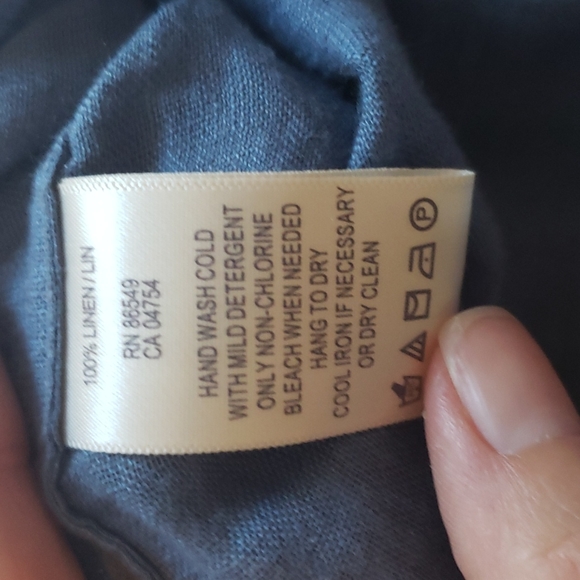 100% LINEN / LIN
RN 86549
CA 04754
HAND WASH COLD
WITH MILD DETERGENT
ONLY NON-CHLORINE
BLEACH WHEN NEEDED
HANG TO DRY
COOL IRON IF NECESSARY
OR DRY CLEAN
P